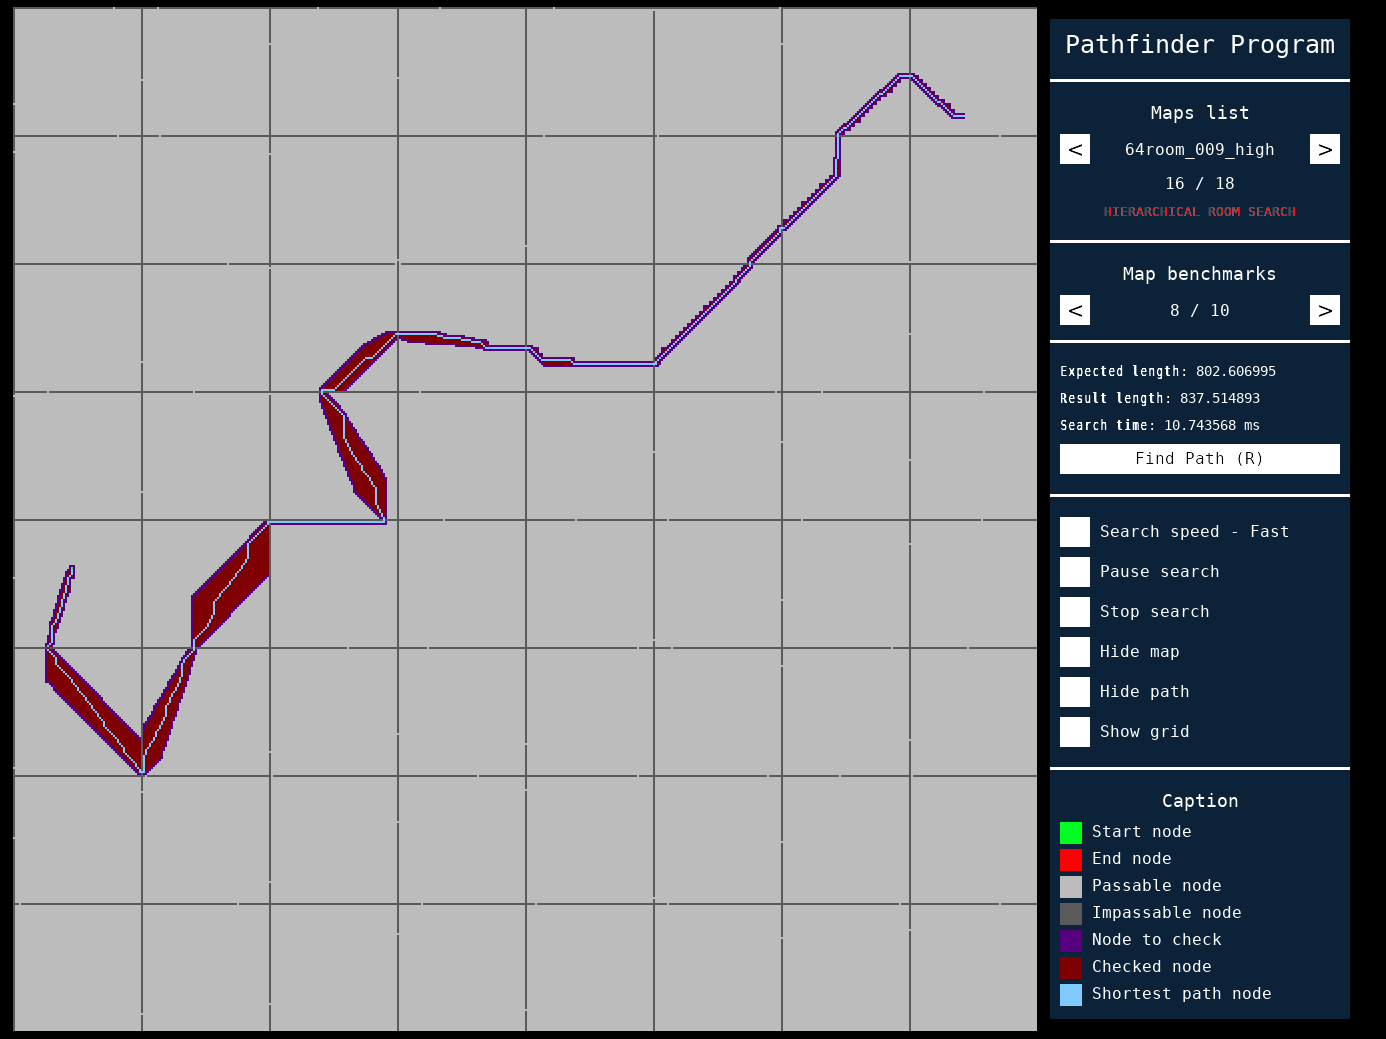 Pathfinder Program
Maps list
< 64room_009_high >
16 / 18
HIERARCHICAL ROOM SEARCH
Map benchmarks
< 8 / 10 >
Expected length: 802.606995
Result length: 837.514893
Search time: 10.743568 ms
Find Path (R)
Search speed - Fast
Pause search
Stop search
Hide map
Hide path
Show grid
Caption
Start node
End node
Passable node
Impassable node
Node to check
Checked node
Shortest path node